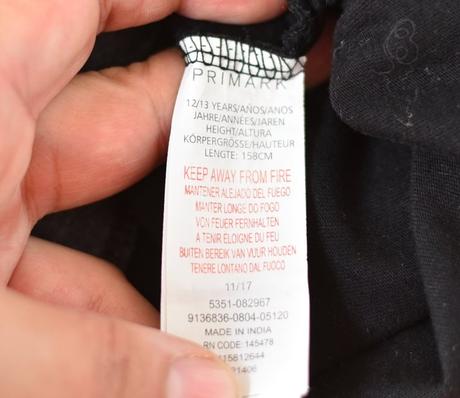 PRIMARK
12/13 YEARS/AÑOS/ANOS
JAHRE/ANNÉES/JAREN
HEIGHT/ALTURA
KÖRPERGRÖSSE/HAUTEUR
LENGTE: 158CM
KEEP AWAY FROM FIRE
MANTENER ALEJADO DEL FUEGO
MANTER LONGE DO FOGO
VON FEUER FERNHALTEN
A TENIR ELOIGNE DU FEU
BUITEN BEREIK VAN VUUR HOUDEN
TENERE LONTANO DAL FUOCO
11/17
5351-082967
9136836-0804-05120
MADE IN INDIA
RN CODE: 145478